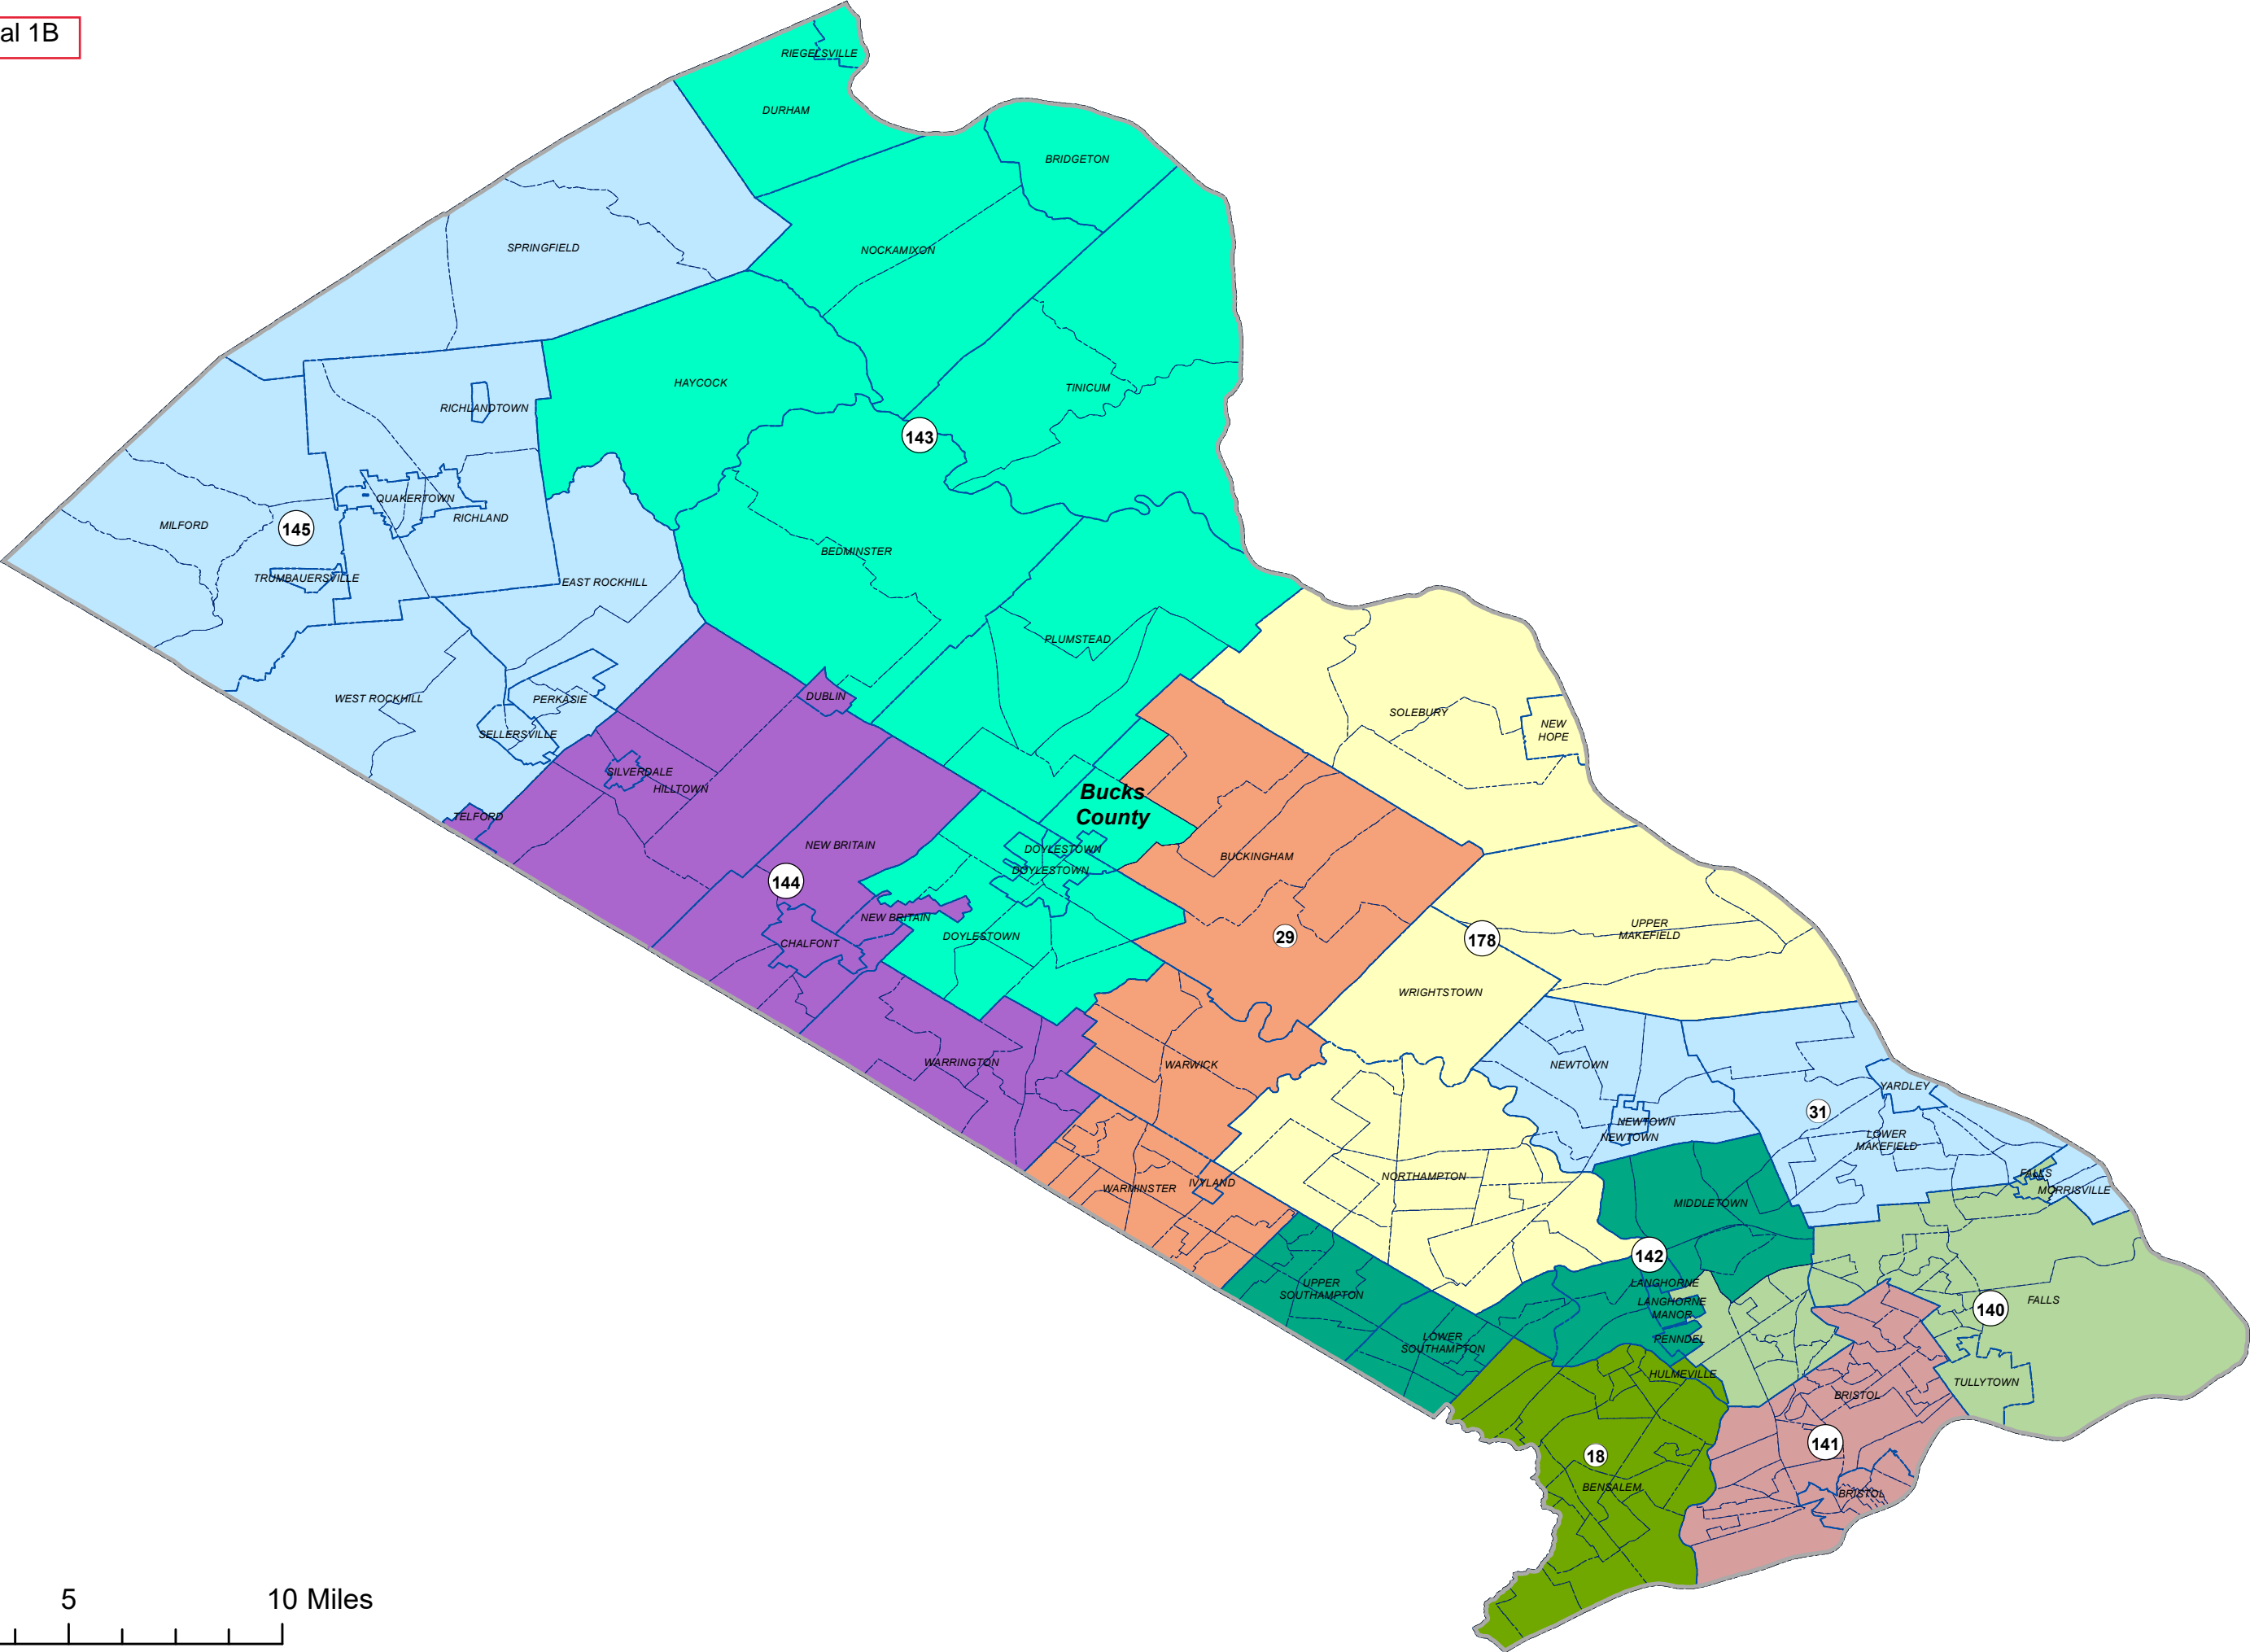 al 1B
RIEGELSVILLE
DURHAM
BRIDGETON
SPRINGFIELD
NOCKAMIXON
HAYCOCK
TINICUM
RICHLANDTOWN
143
QUAKERTOWN
RICHLAND
MILFORD
145
BEDMINSTER
TRUMBAUERSVILLE
EAST ROCKHILL
PLUMSTEAD
WEST ROCKHILL
PERKASIE
DUBLIN
SOLEBURY
NEW
HOPE
SELLERSVILLE
SILVERDALE
HILLTOWN
Bucks
County
TELFORD
NEW BRITAIN
DOYLESTOWN
DOYLESTOWN
BUCKINGHAM
144
NEW BRITAIN
DOYLESTOWN
CHALFONT
29
178
UPPER
MAKEFIELD
WRIGHTSTOWN
WARRINGTON
WARWICK
NEWTOWN
YARDLEY
31
NEWTOWN
NEWTOWN
LOWER
MAKEFIELD
NORTHAMPTON
WARMINSTER
IVYLAND
FALLS
MORRISVILLE
MIDDLETOWN
142
UPPER
SOUTHAMPTON
LANGHORNE
LANGHORNE
MANOR
FALLS
140
LOWER
SOUTHAMPTON
PENNDEL
HULMEVILLE
TULLYTOWN
BRISTOL
141
18
BENSALEM
BRISTOL
5
10 Miles